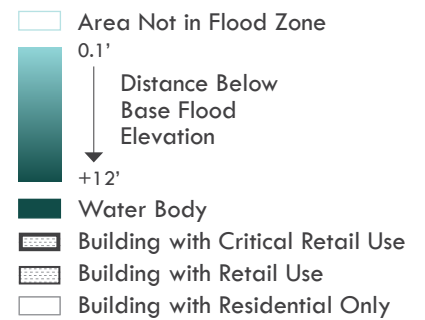 Area Not in Flood Zone
0.1’
Distance Below
Base Flood
Elevation
+12’
Water Body
Building with Critical Retail Use
Building with Retail Use
Building with Residential Only